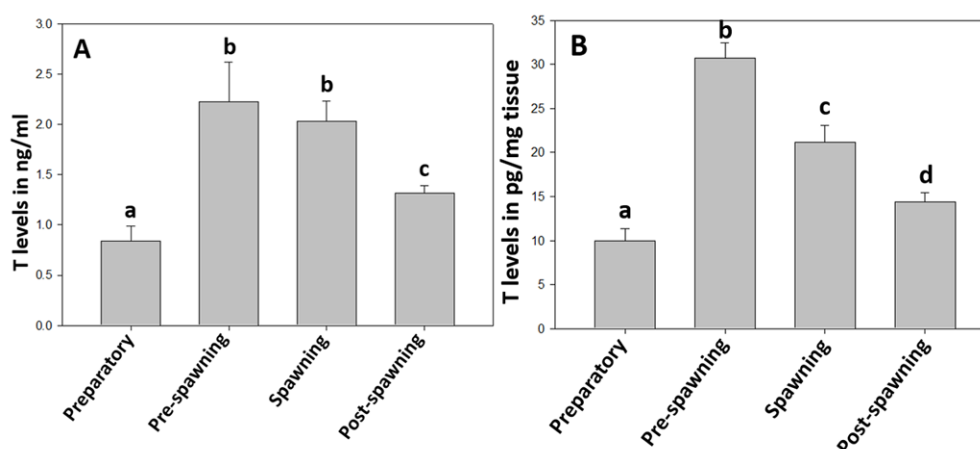 A
T levels in ng/ml
3.0
2.5
2.0
1.5
1.0
0.5
0.0
a
b
b
c
Preparatory
Pre-spawning
Spawning
Post-spawning
B
T levels in pg/mg tissue
35
30
25
20
15
10
5
0
a
b
c
d
Preparatory
Pre-spawning
Spawning
Post-spawning